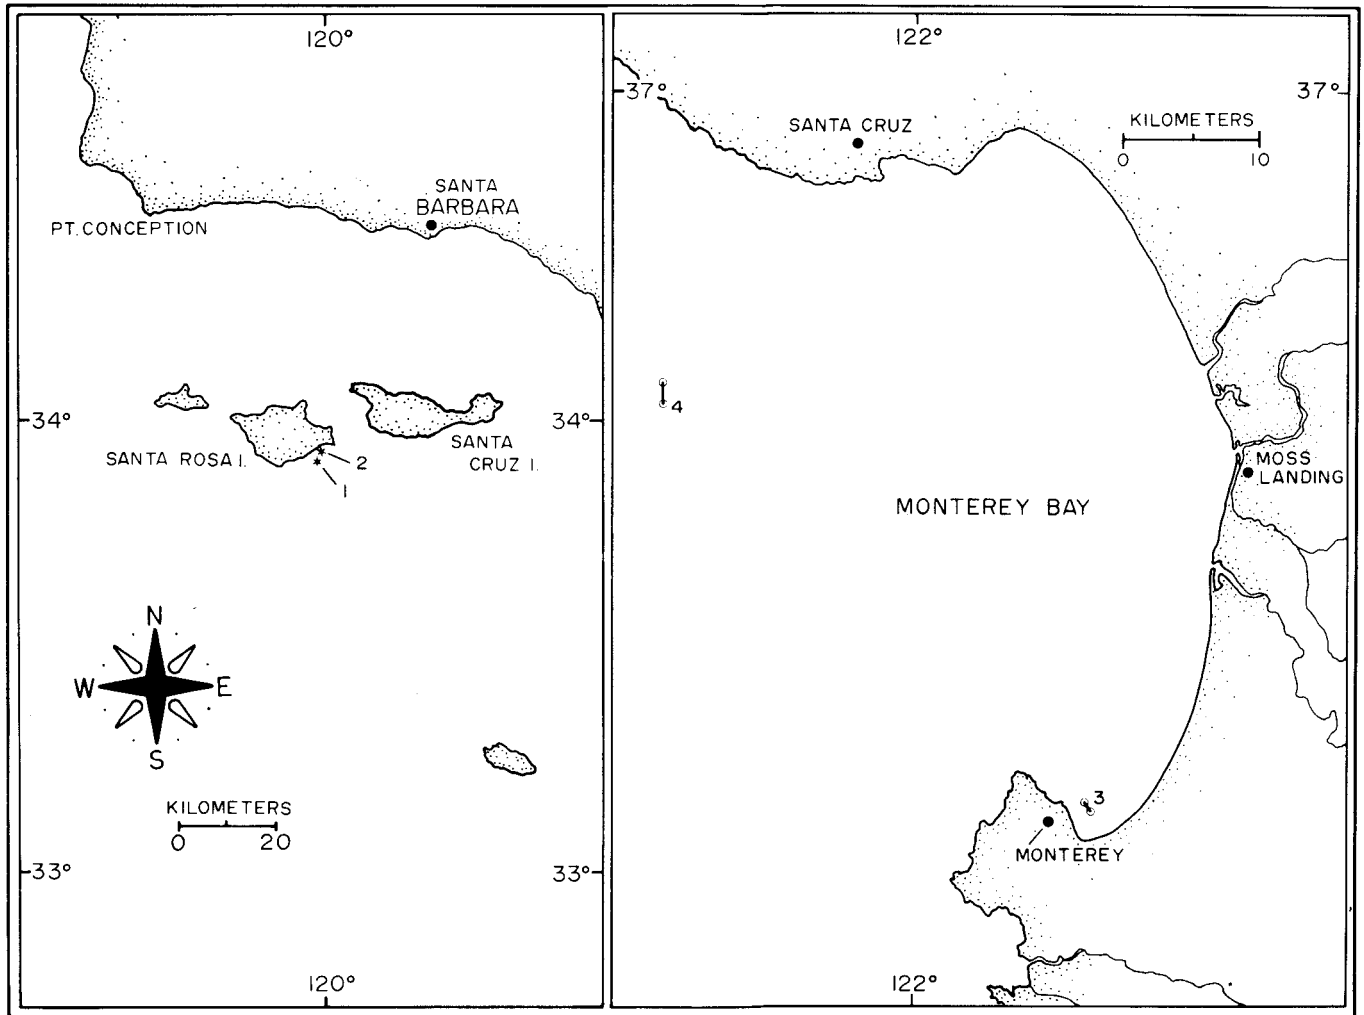 120°
SANTA
BARBARA
PT. CONCEPTION
34°
34°
SANTA ROSA I.
2
1
SANTA
CRUZ I.
N
W
E
S
KILOMETERS
0 20
33°
33°
120°
122°
37°
37°
SANTA CRUZ
KILOMETERS
0 10
4
MOSS
LANDING
MONTEREY BAY
3
MONTEREY
122°